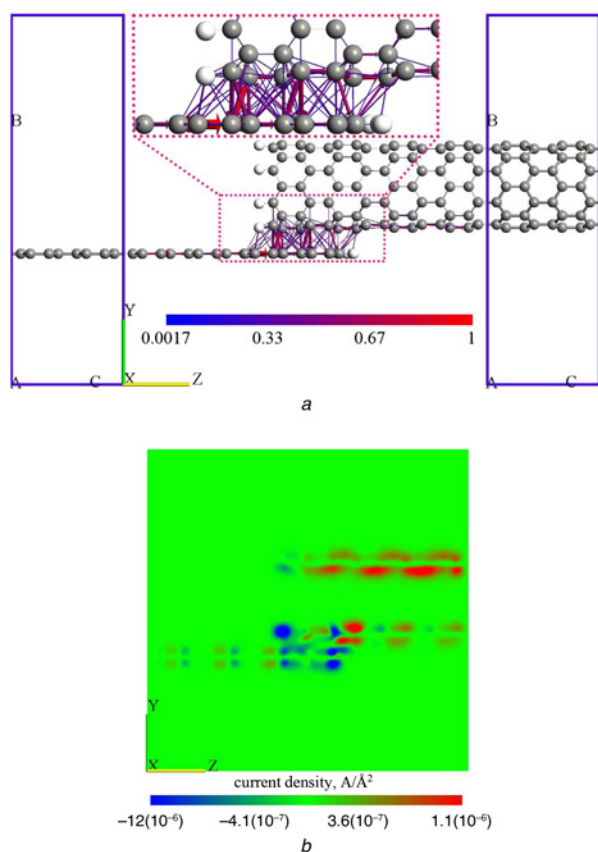 B
B
Y
0.0017 0.33 0.67 1
A C X Z A C
a
Y
X Z
current density, A/Å²
–12(10⁻⁶) –4.1(10⁻⁷) 3.6(10⁻⁷) 1.1(10⁻⁶)
b